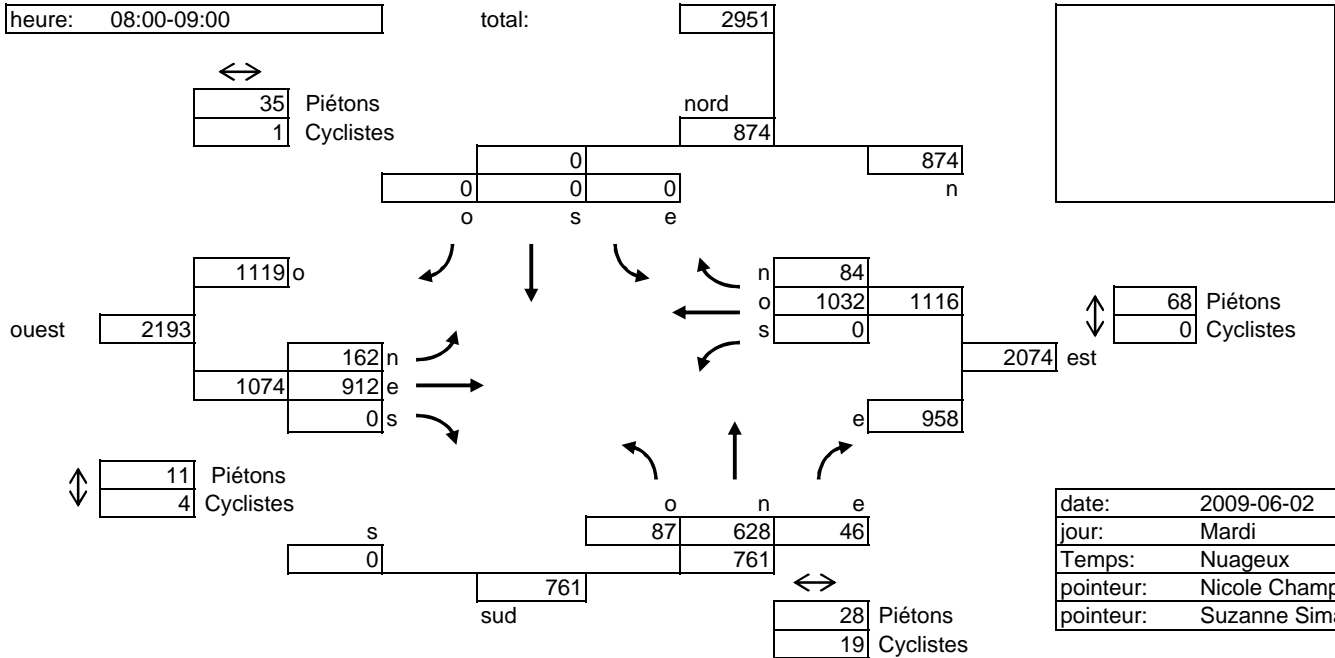 heure: 08:00-09:00 total: 2951
35 Piétons nord
1 Cyclistes 874
0 874
0 0 0 n
o s e
1119 o n 84
o 1032 1116 68 Piétons
ouest 2193 s 0 0 Cyclistes
162 n 2074 est
1074 912 e
0 s e 958
11 Piétons
4 Cyclistes o n e date: 2009-06-02
s 87 628 46 jour: Mardi
0 761 Temps: Nuageux
761 pointeur: Nicole
sud 28 Piétons pointeur: Suzanne
19 Cyclistes